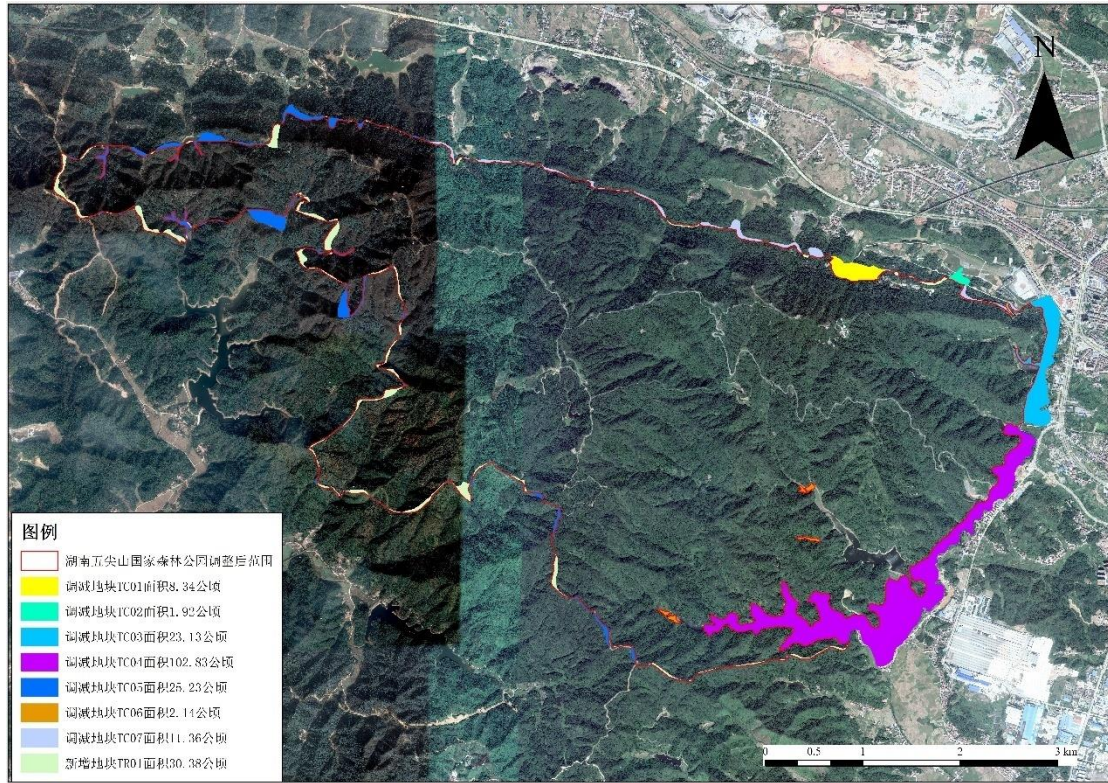 N
图例
湖南五尖山国家森林公园调整后范围
调减地块TC01面积8.34公顷
调减地块TC02面积1.92公顷
调减地块TC03面积23.13公顷
调减地块TC04面积102.83公顷
调减地块TC05面积25.23公顷
调减地块TC06面积2.14公顷
调减地块TC07面积11.36公顷
新增地块TR01面积30.38公顷
0 0.5 1 2 3 km